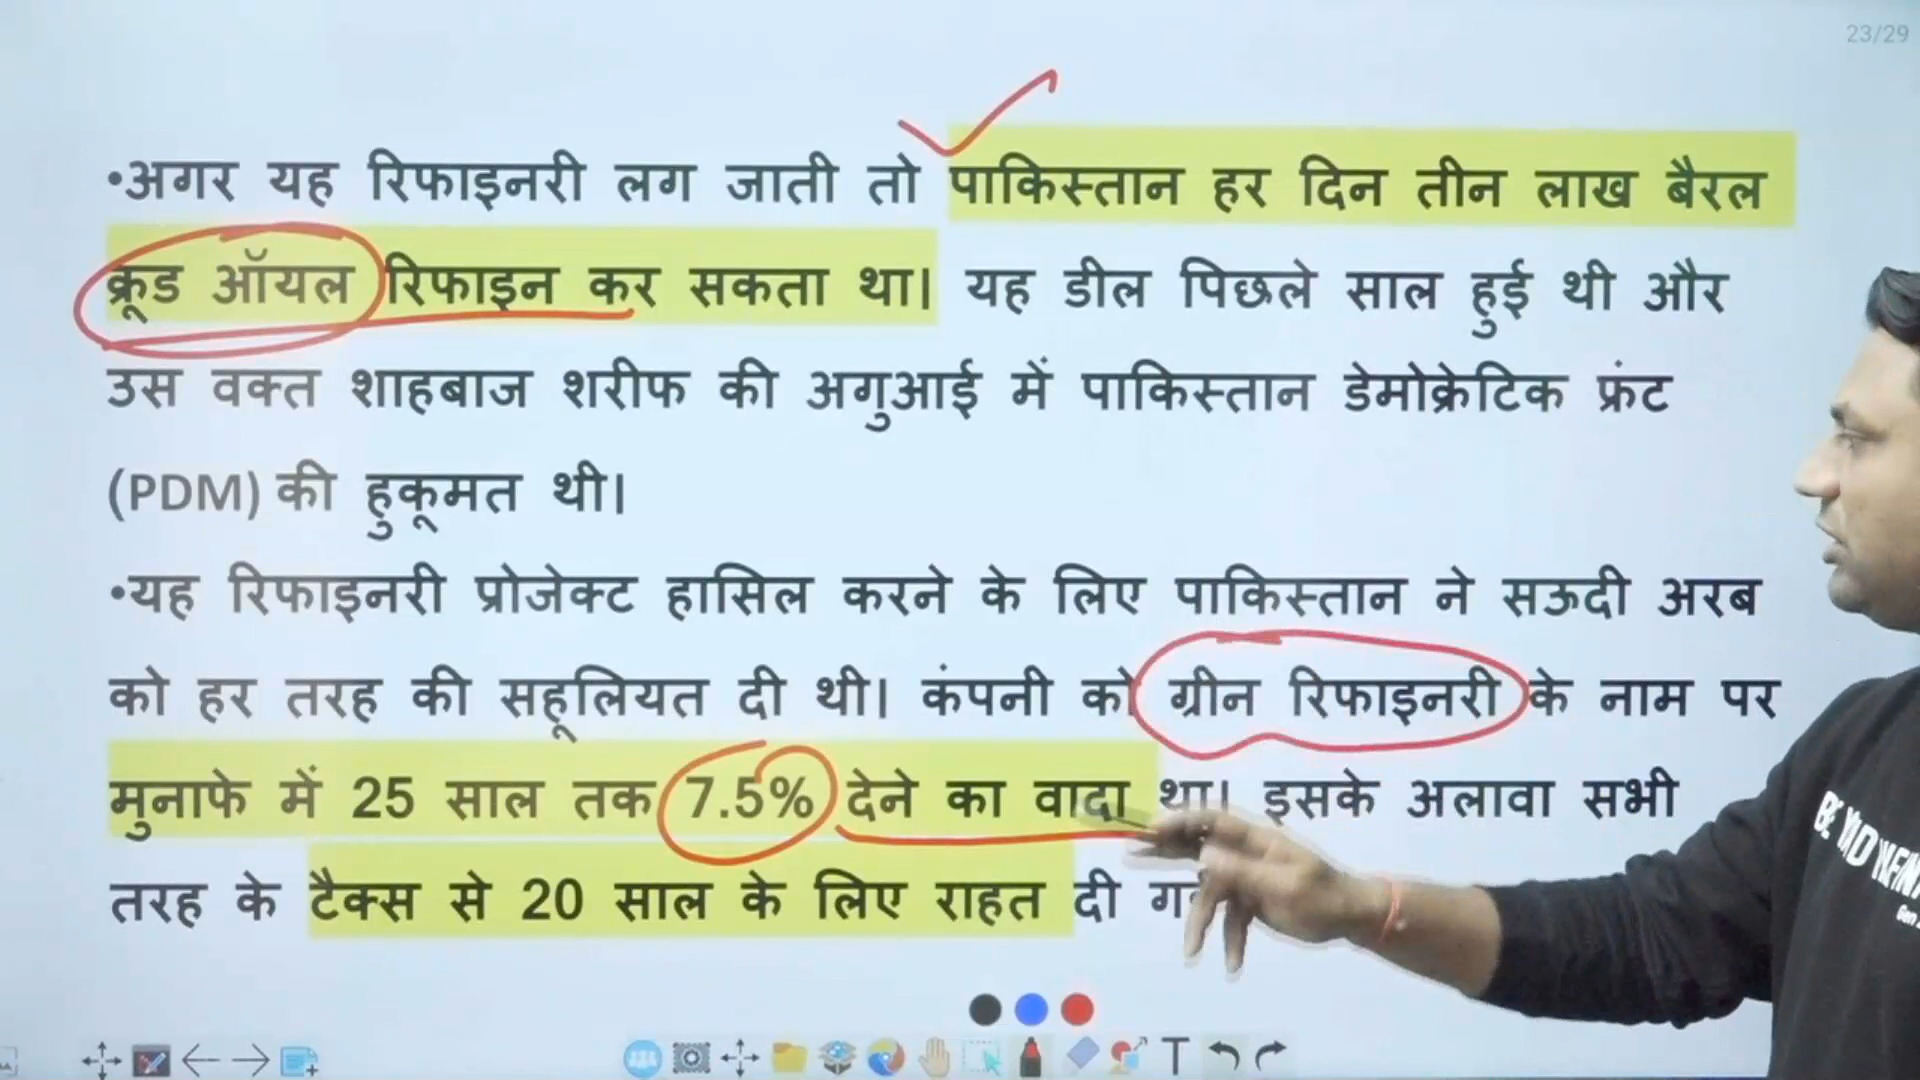 23/29
•अगर यह रिफाइनरी लग जाती तो पाकिस्तान हर दिन तीन लाख बैरल
क्रूड ऑयल रिफाइन कर सकता था। यह डील पिछले साल हुई थी और
उस वक्त शाहबाज शरीफ की अगुआई में पाकिस्तान डेमोक्रेटिक फ्रंट
(PDM) की हुकूमत थी।
•यह रिफाइनरी प्रोजेक्ट हासिल करने के लिए पाकिस्तान ने सऊदी अरब
को हर तरह की सहूलियत दी थी। कंपनी को ग्रीन रिफाइनरी के नाम पर
मुनाफे में 25 साल तक 7.5% देने का वादा था। इसके अलावा सभी
तरह के टैक्स से 20 साल के लिए राहत दी
T